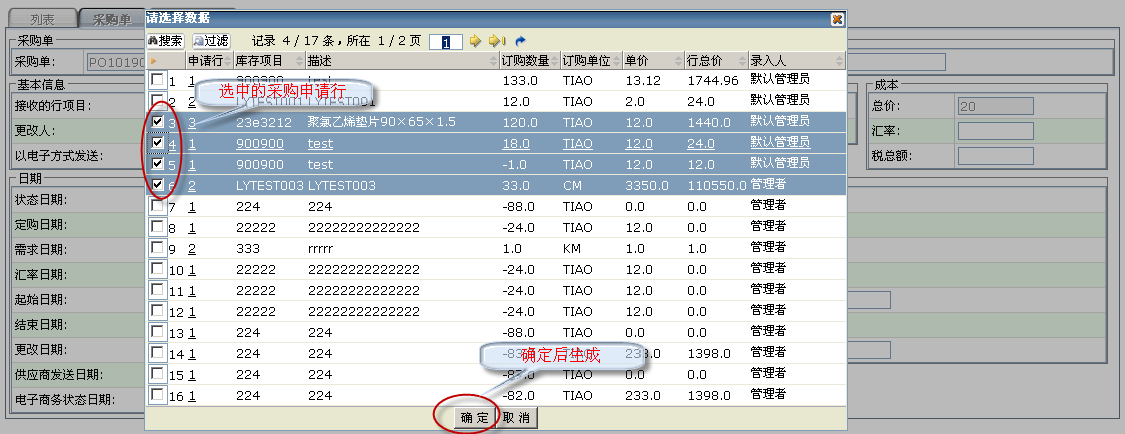 列表 采购单
采购单
采购单: PO10190
基本信息
接收的行项目:
更改人:
以电子方式发送:
日期
状态日期:
定购日期:
需求日期:
汇率日期:
起始日期:
结束日期:
更改日期:
供应商发送日期:
电子商务状态日期:
成本
总价: 20
汇率:
税总额:
请选择数据
搜索 过滤 记录 4 / 17 条 , 所在 1 / 2 页 1
申请行 库存项目 描述 订购数量 订购单位 单价 行总价 录入人
1 1 900900 test 133.0 TIAO 13.12 1744.96 默认管理员
选中的采购申请行
2 2 LYTEST001 LYTEST001 12.0 TIAO 2.0 24.0 默认管理员
3 3 23e3212 聚氯乙烯垫片90×65×1.5 120.0 TIAO 12.0 1440.0 默认管理员
4 1 900900 test 18.0 TIAO 12.0 24.0 默认管理员
5 1 900900 test -1.0 TIAO 12.0 12.0 默认管理员
6 2 LYTEST003 LYTEST003 33.0 CM 3350.0 110550.0 管理者
7 1 224 224 -88.0 TIAO 0.0 0.0 管理者
8 1 22222 22222222222222 -24.0 TIAO 12.0 0.0 管理者
9 2 333 rrrrr 1.0 KM 1.0 1.0 管理者
10 1 22222 22222222222222 -24.0 TIAO 12.0 0.0 管理者
11 1 22222 22222222222222 -24.0 TIAO 12.0 0.0 管理者
12 1 22222 22222222222222 -24.0 TIAO 12.0 0.0 管理者
13 1 224 224 -88.0 TIAO 0.0 0.0 管理者
14 1 224 224 TIAO 233.0 1398.0 管理者
确定后生成
15 1 224 224 TIAO 0.0 0.0 管理者
16 1 224 224 -82.0 TIAO 233.0 1398.0 管理者
确 定 取 消